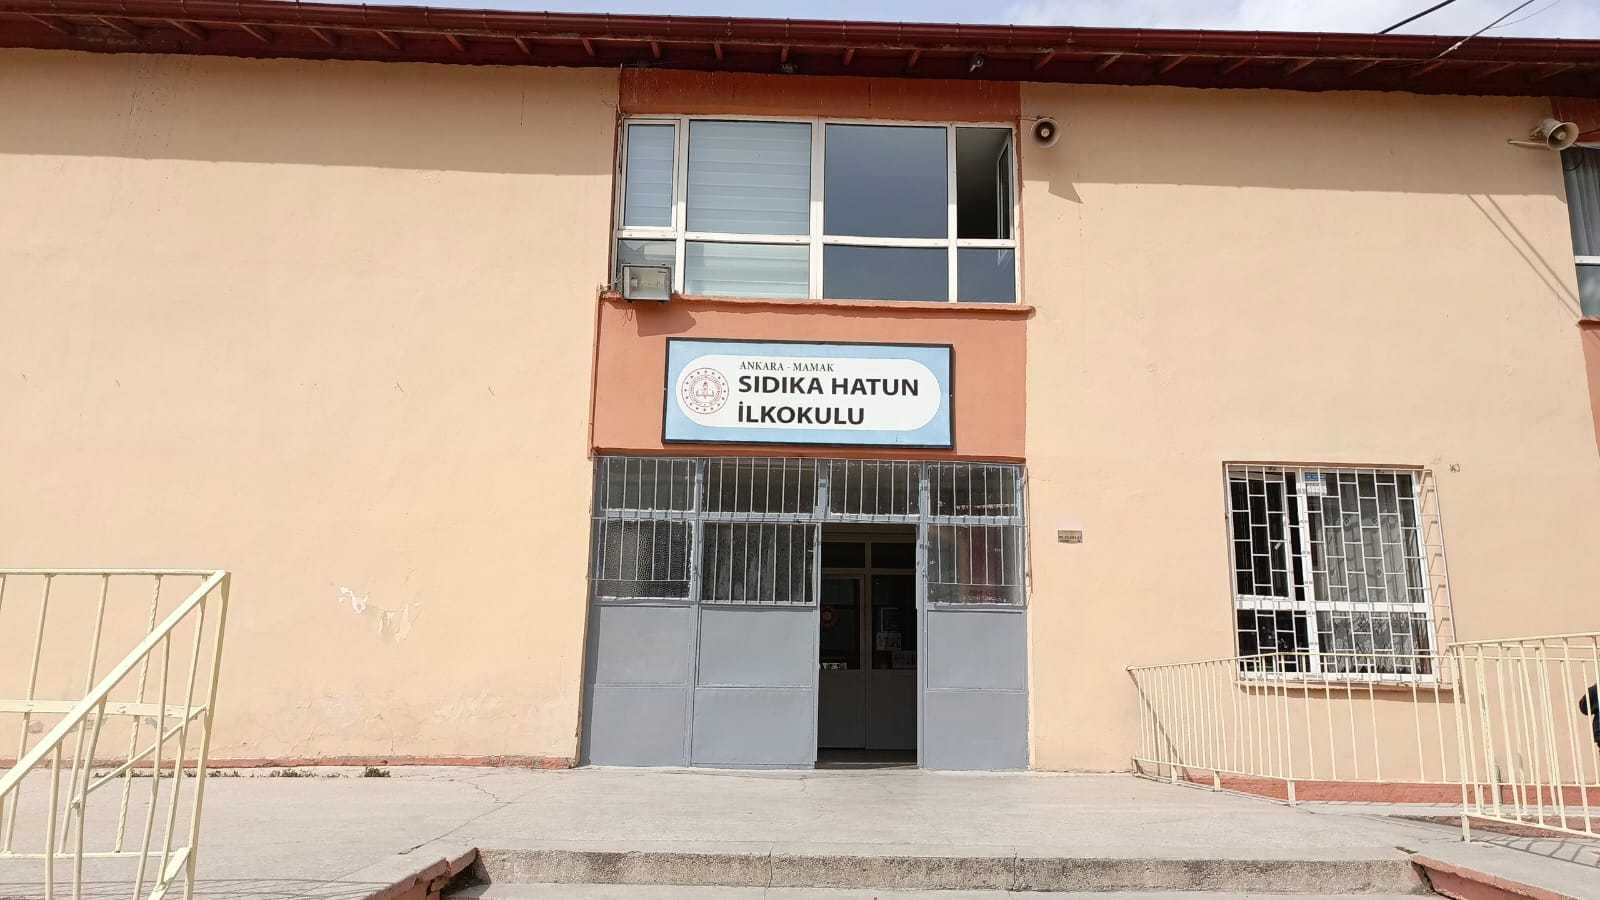 ANKARA - MAMAK
SIDIKA HATUN
İLKOKULU